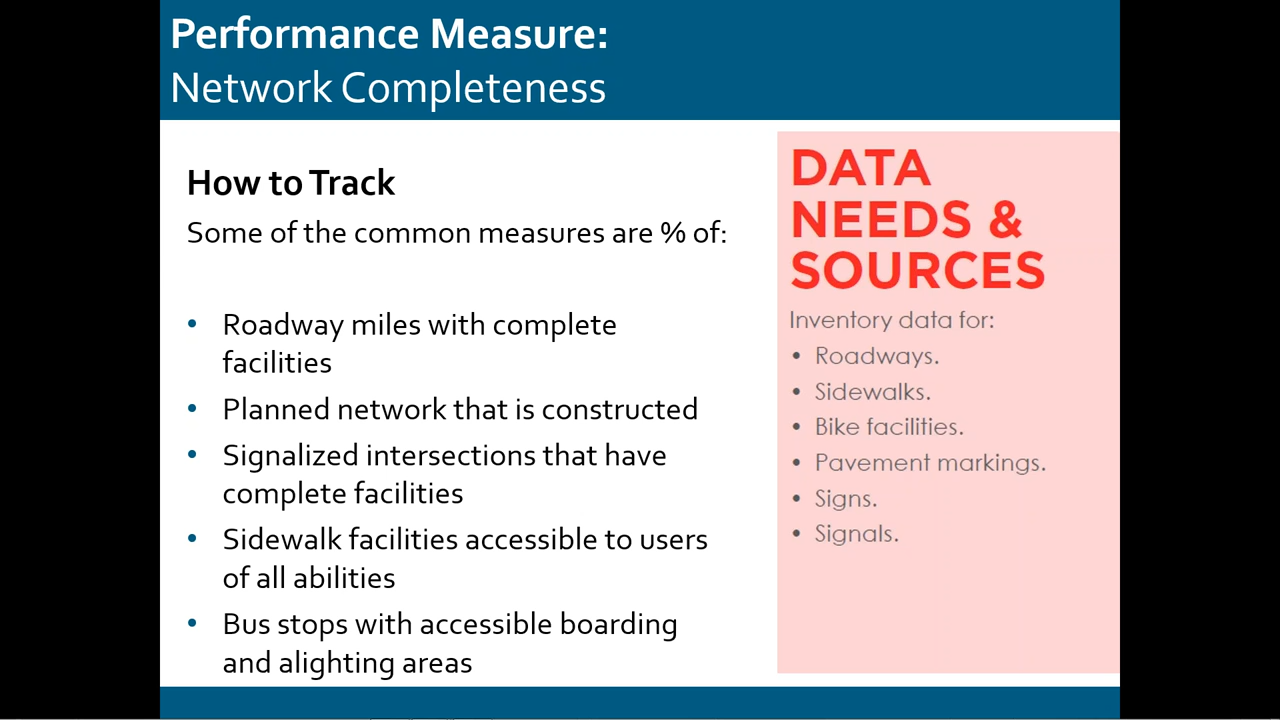 Performance Measure:
Network Completeness
How to Track
Some of the common measures are % of:
• Roadway miles with complete
facilities
• Planned network that is constructed
• Signalized intersections that have
complete facilities
• Sidewalk facilities accessible to users
of all abilities
• Bus stops with accessible boarding
and alighting areas
DATA
NEEDS &
SOURCES
Inventory data for:
• Roadways.
• Sidewalks.
• Bike facilities.
• Pavement markings.
• Signs.
• Signals.